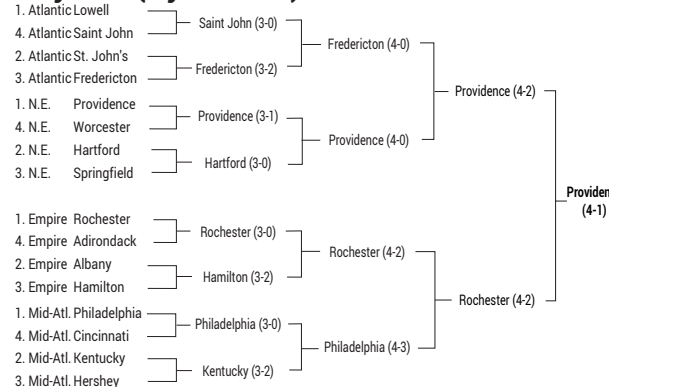 1. Atlantic Lowell
4. Atlantic Saint John
Saint John (3-0)
2. Atlantic St. John's
3. Atlantic Fredericton
Fredericton (3-2)
Fredericton (4-0)
1. N.E. Providence
4. N.E. Worcester
Providence (3-1)
2. N.E. Hartford
3. N.E. Springfield
Hartford (3-0)
Providence (4-0)
Providence (4-2)
1. Empire Rochester
4. Empire Adirondack
Rochester (3-0)
2. Empire Albany
3. Empire Hamilton
Hamilton (3-2)
Rochester (4-2)
1. Mid-Atl. Philadelphia
4. Mid-Atl. Cincinnati
Philadelphia (3-0)
2. Mid-Atl. Kentucky
3. Mid-Atl. Hershey
Kentucky (3-2)
Philadelphia (4-3)
Rochester (4-2)
Providen
(4-1)